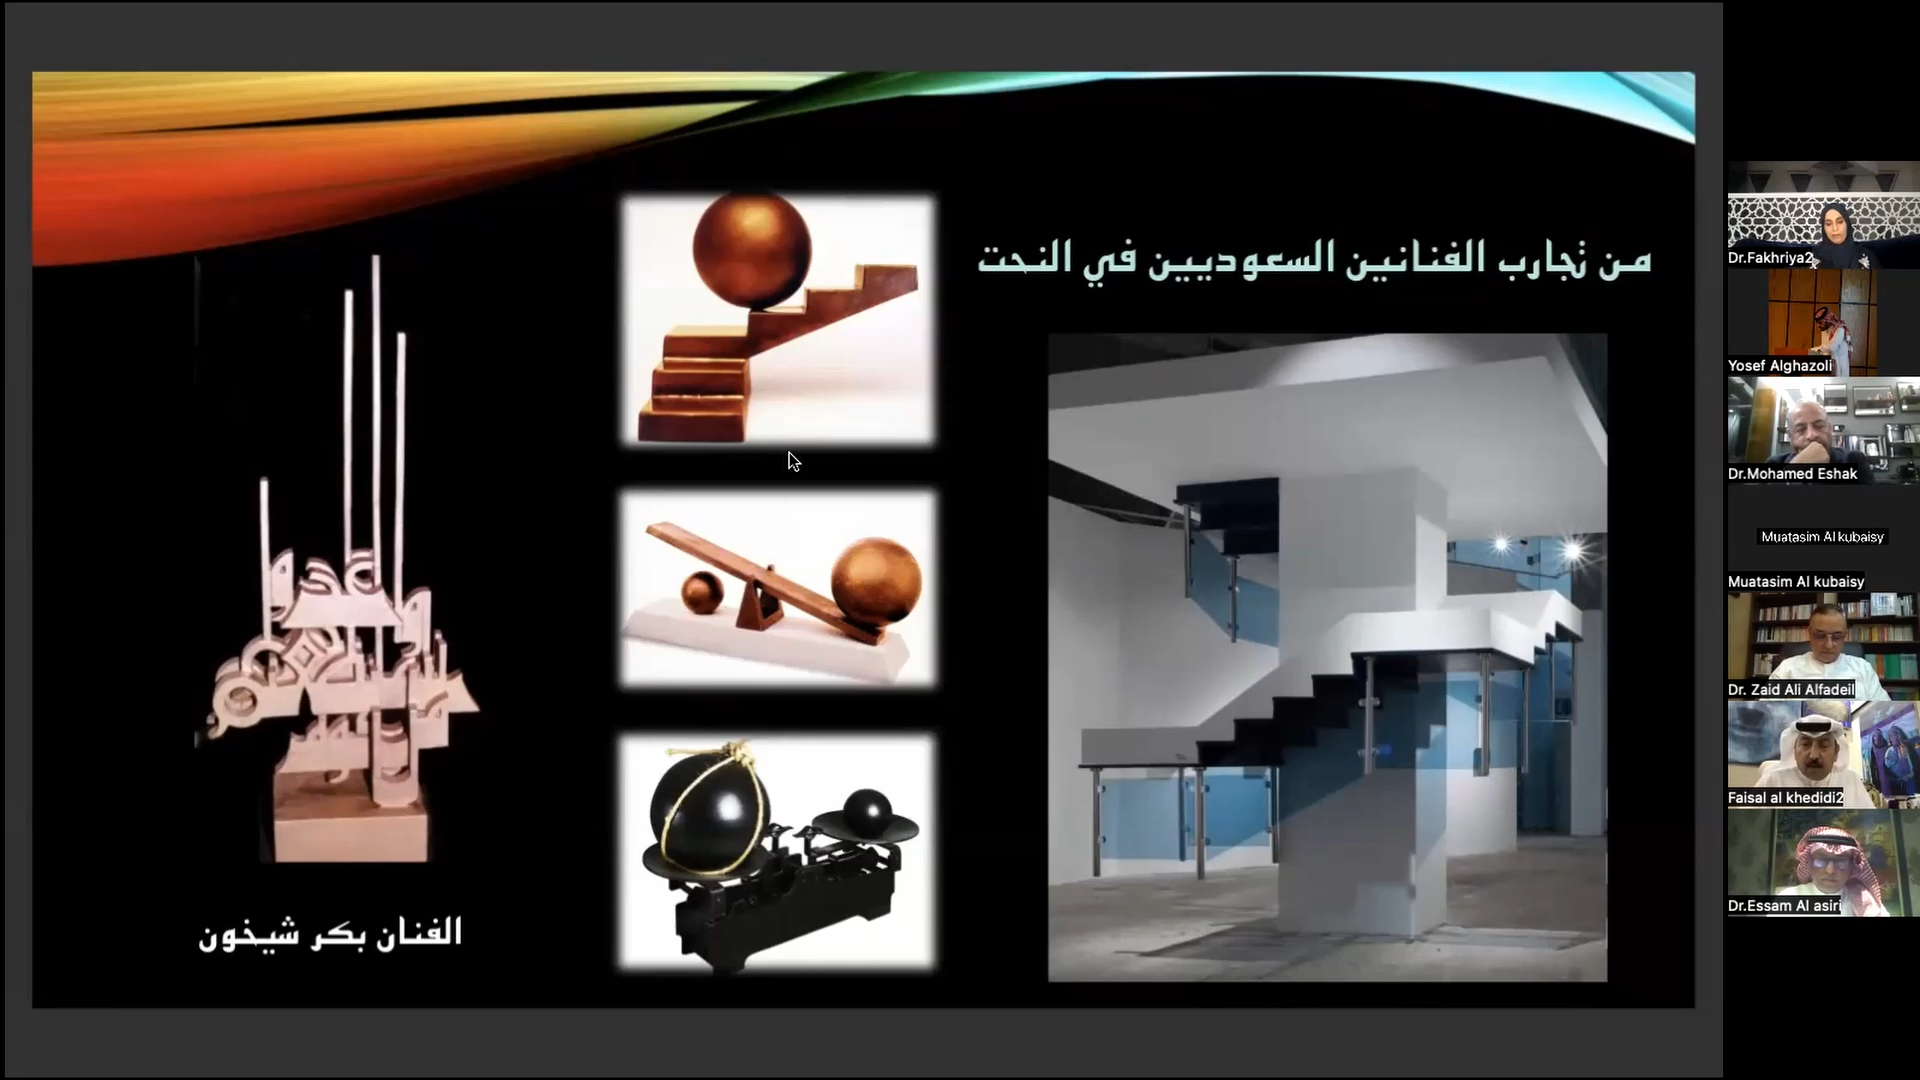 من تجارب الفنانين السعوديين في النحت
الفنان بكر شيخون
Dr.Fakhriya2
Yosef Alghazoli
Dr.Mohamed Eshak
Muatasim Al kubaisy
Muatasim Al kubaisy
Dr. Zaid Ali Alfadeil
Faisal al khedidi2
Dr.Essam Al asiri